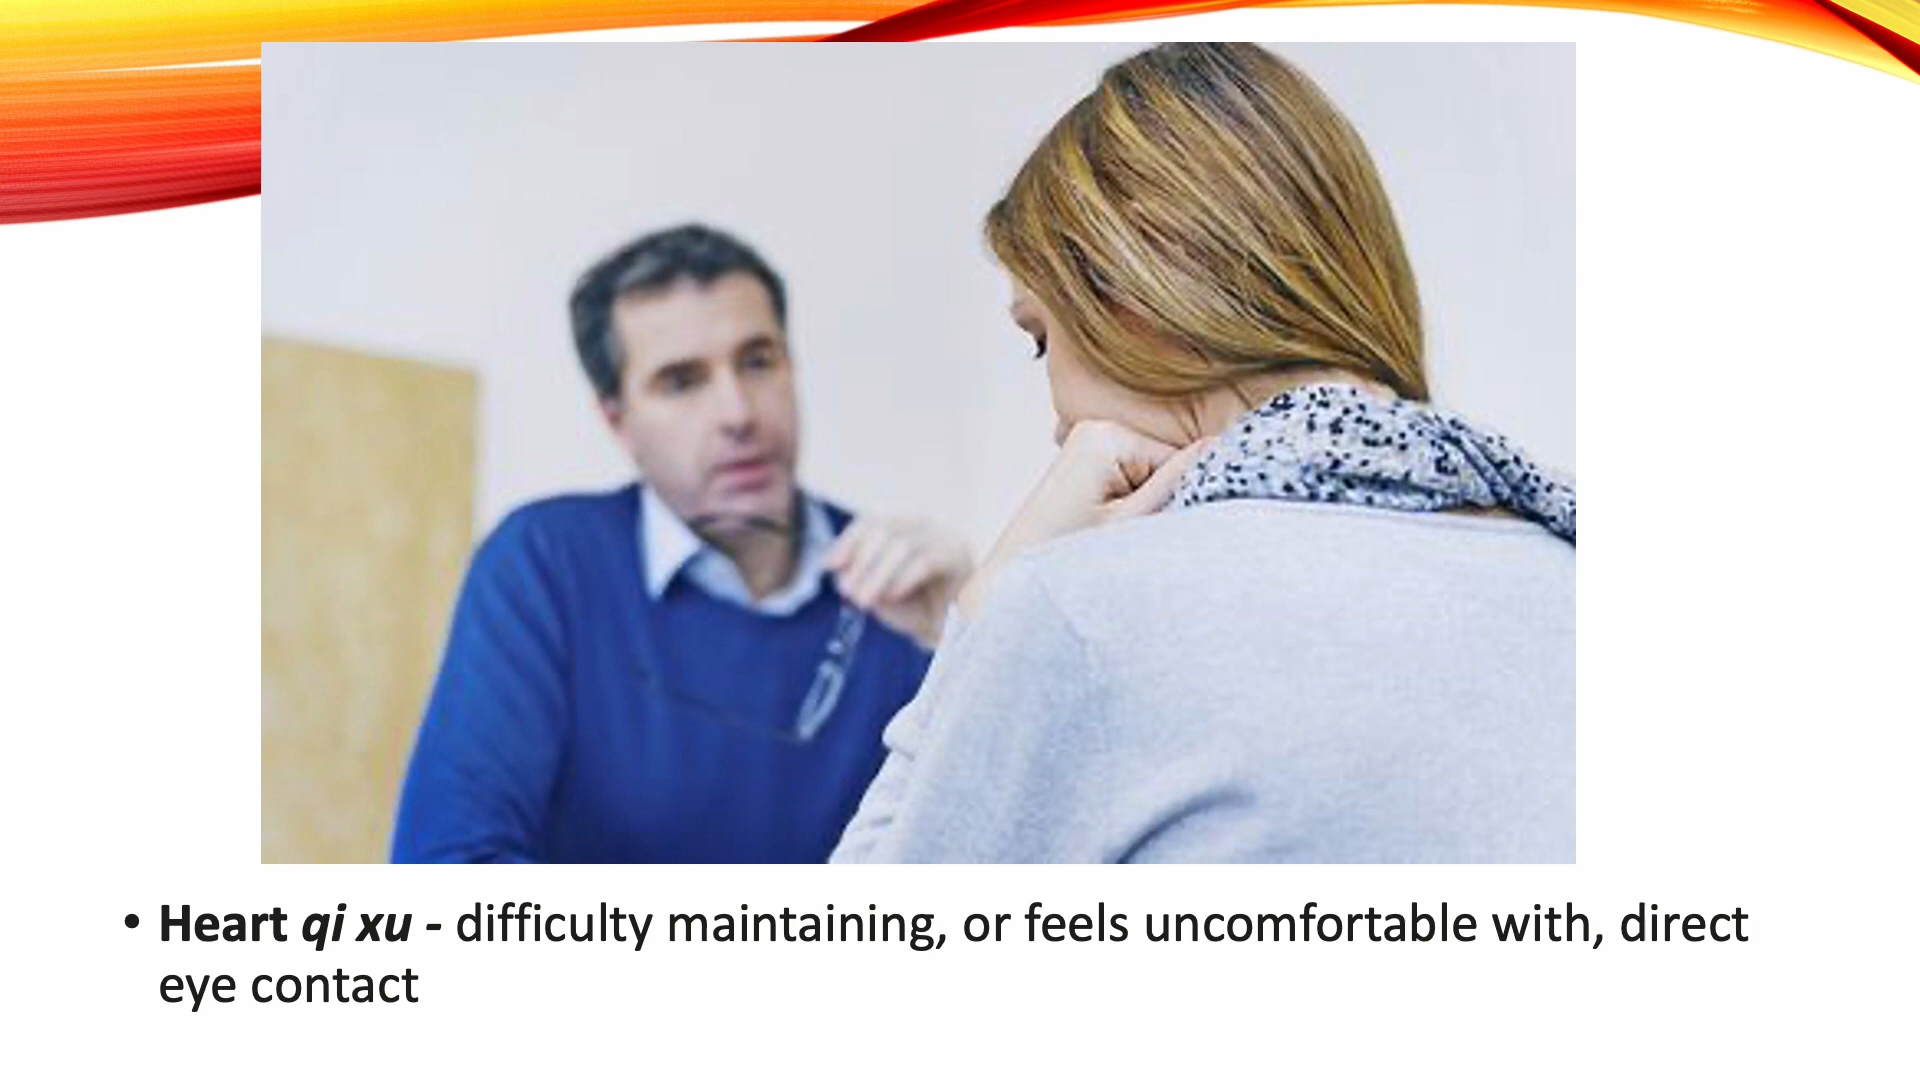 • Heart qi xu - difficulty maintaining, or feels uncomfortable with, direct
eye contact